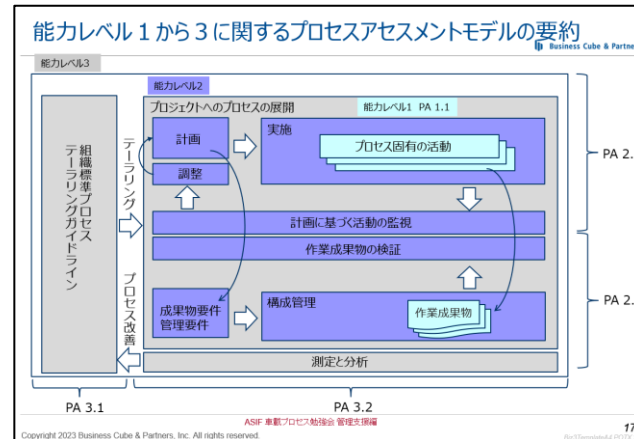 能力レベル1から3に関するプロセスアセスメントモデルの要約
Business Cube & Partne
能力レベル3
能力レベル2
プロジェクトへのプロセスの展開
能力レベル1 PA 1.1
計画
調整
実施
プロセス固有の活動
組織標準プロセス
テーラリングガイドライン
テーラリング
計画に基づく活動の監視
作業成果物の検証
プロセス改善
成果物要件
管理要件
構成管理
作業成果物
測定と分析
PA 2.
PA 2.
PA 3.1
PA 3.2
ASIF 車載プロセス勉強会 管理支援編
17
Copyright 2023 Business Cube & Partners, Inc. All rights reserved.